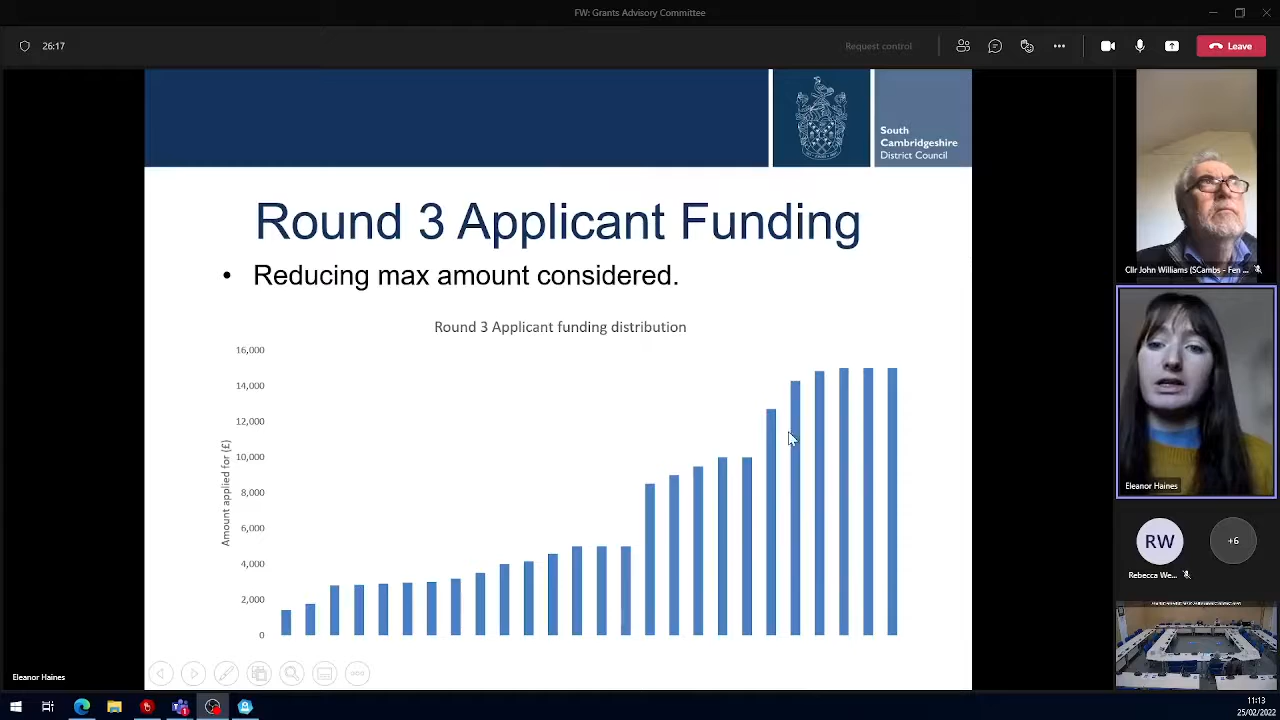 FW: Grants Advisory Committee
26:17
Request control
Leave
South
Cambridgeshire
District Council
Round 3 Applicant Funding
• Reducing max amount considered.
Round 3 Applicant funding distribution
Amount applied for (£)
16,000
14,000
12,000
10,000
8,000
6,000
4,000
2,000
0
Cllr John Williams (SCambs - Fen ...
Eleanor Haines
RW
+6
Rebecca We...
Eleanor Haines
11:13
25/02/2022